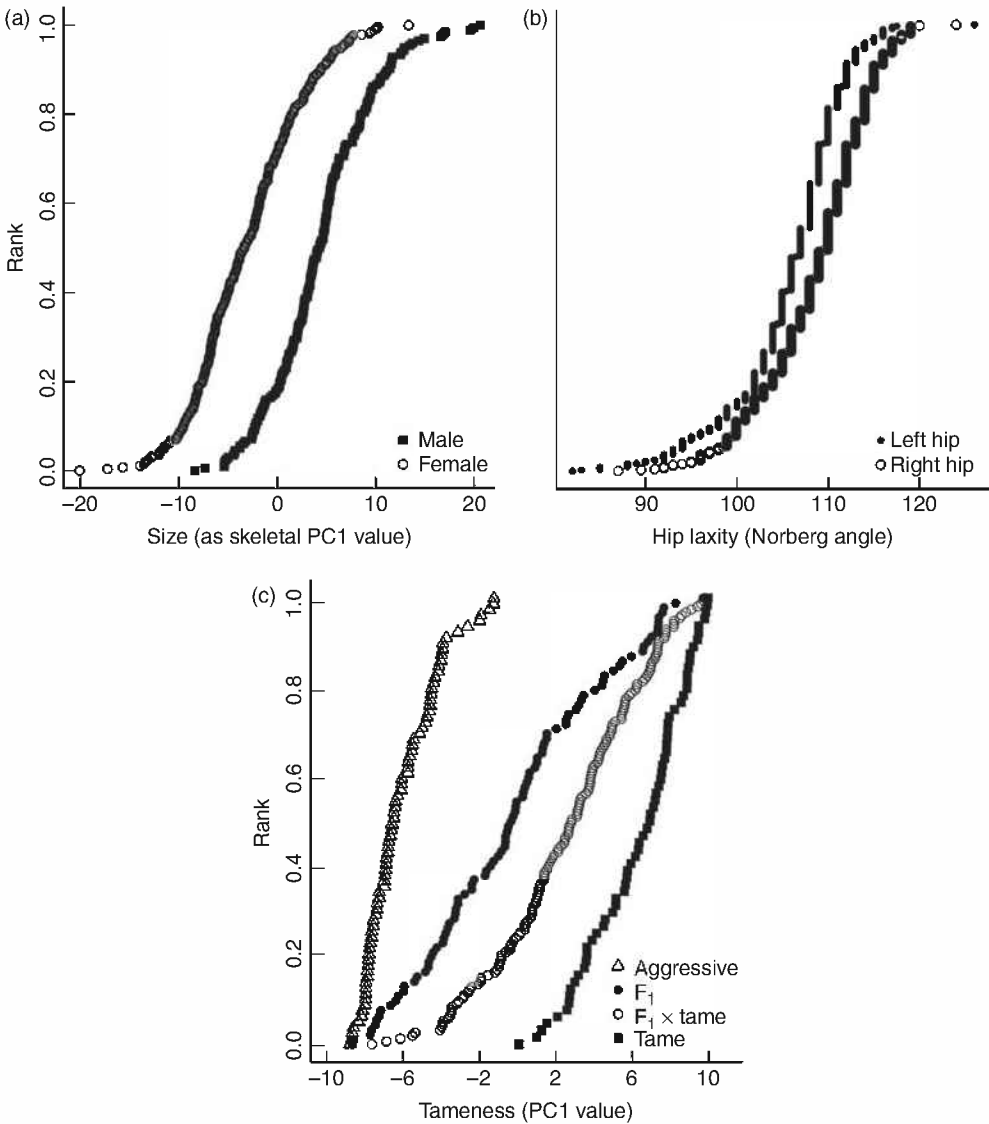 (a)
1.0
0.8
0.6
0.4
0.2
0.0
Rank
−20
−10
0
10
20
Size (as skeletal PC1 value)
Male
Female
(b)
90
100
110
120
Hip laxity (Norberg angle)
Left hip
Right hip
(c)
1.0
0.8
0.6
0.4
0.2
0.0
Rank
−10
−6
−2
2
6
10
Tameness (PC1 value)
Aggressive
F₁
F₁ × tame
Tame